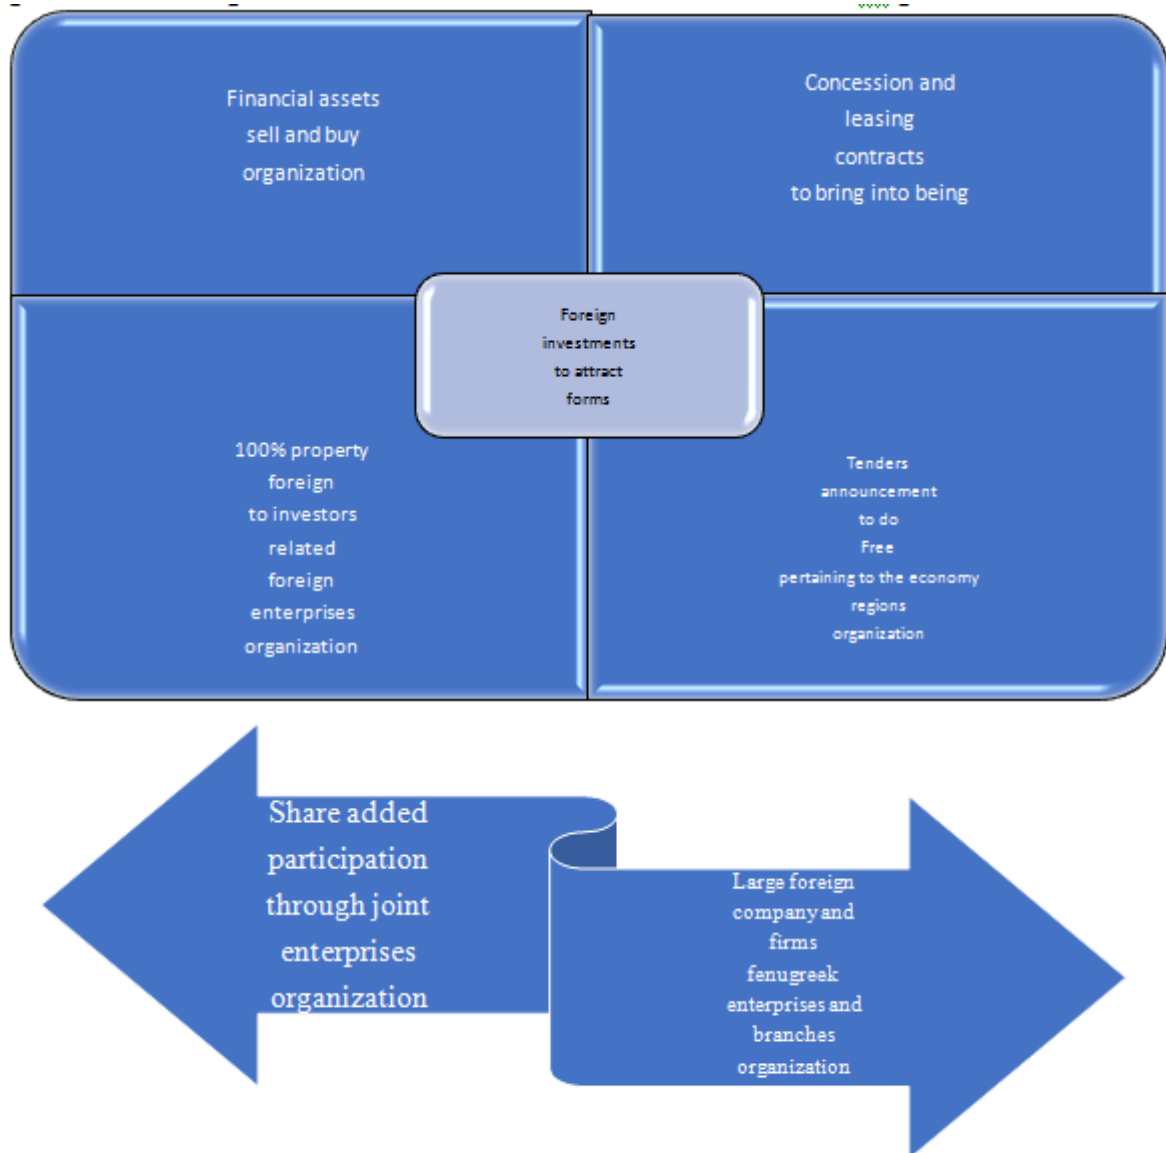 Financial assets
sell and buy
organization
Concession and
leasing
contracts
to bring into being
Foreign
investments
to attract
forms
100% property
foreign
to investors
related
foreign
enterprises
organization
Tenders
announcement
to do
Free
pertaining to the economy
regions
organization
Share added
participation
through joint
enterprises
organization
Large foreign
company and
firms
fenugreek
enterprises and
branches
organization